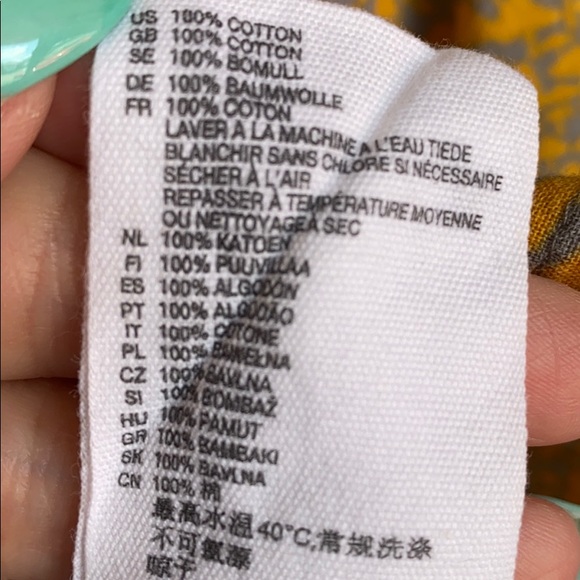 US 100% COTTON
GB 100% COTTON
SE 100% BOMULL
DE 100% BAUMWOLLE
FR 100% COTON
LAVER À LA MACHINE A L'EAU TIEDE
BLANCHIR SANS CHLORE SI NÉCESSAIRE
SÉCHER À L'AIR
REPASSER À TEMPÉRATURE MOYENNE
OU NETTOYAGE A SEC
NL 100% KATOEN
FI 100% PUUVILLAA
ES 100% ALGODÓN
PT 100% ALGODAO
IT 100% COTONE
PL 100% BAWEŁNA
CZ 100% BAVLNA
SI 100% BOMBAŽ
HU 100% PAMUT
GR 100% BAMBAKI
SK 100% BAVLNA
CN 100% 棉
最高水温40°C,常规洗涤
不可氯漂
晾干